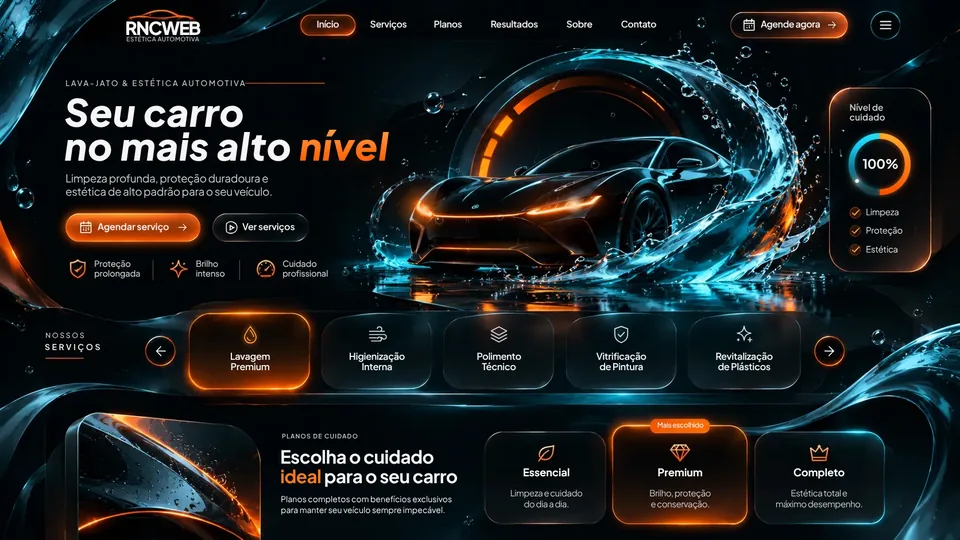 RNCWEB
ESTÉTICA AUTOMOTIVA
Início
Serviços
Planos
Resultados
Sobre
Contato
Agende agora
LAVA-JATO & ESTÉTICA AUTOMOTIVA
Seu carro
no mais alto nível
Limpeza profunda, proteção duradoura e
estética de alto padrão para o seu veículo.
Agendar serviço
Ver serviços
Proteção
prolongada
Brilho
intenso
Cuidado
profissional
Nível de
cuidado
100%
Limpeza
Proteção
Estética
NOSSOS
SERVIÇOS
Lavagem
Premium
Higienização
Interna
Polimento
Técnico
Vitrificação
de Pintura
Revitalização
de Plásticos
PLANOS DE CUIDADO
Escolha o cuidado
ideal para o seu carro
Planos completos com benefícios exclusivos
para manter seu veículo sempre impecável.
Essencial
Limpeza e cuidado
do dia a dia.
Mais escolhido
Premium
Brilho, proteção
e conservação.
Completo
Estética total e
máximo desempenho.